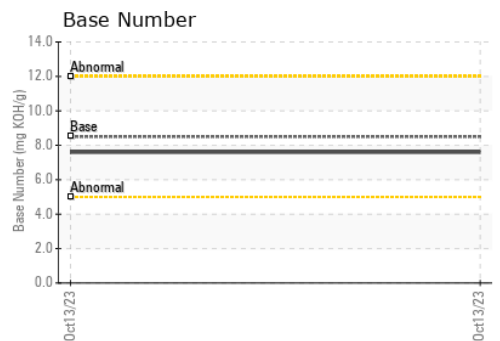 Base Number
Base Number (mg KOH/g)
14.0
12.0
10.0
8.0
6.0
4.0
2.0
0.0
Abnormal
Base
Abnormal
Oct13/23
Oct13/23